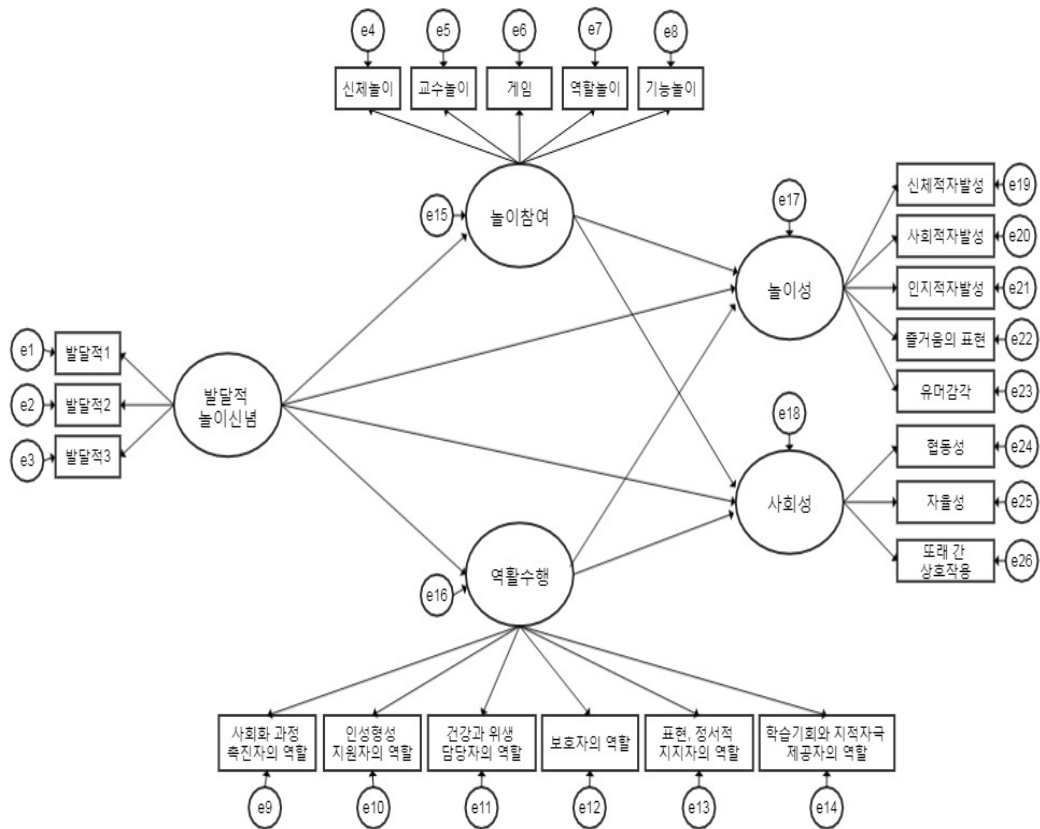 e4
e5
e6
e7
e8
신체놀이
교수놀이
게임
역할놀이
기능놀이
e15
놀이참여
e17
놀이성
신체적자발성
e19
사회적자발성
e20
인지적자발성
e21
즐거움의 표현
e22
유머감각
e23
e1
발달적1
e2
발달적2
e3
발달적3
발달적
놀이신념
e18
사회성
협동성
e24
자율성
e25
또래 간
상호작용
e26
e16
역활수행
사회화 과정
촉진자의 역할
인성형성
지원자의 역할
건강과 위생
담당자의 역할
보호자의 역할
표현, 정서적
지지자의 역할
학습기회와 지적자극
제공자의 역할
e9
e10
e11
e12
e13
e14